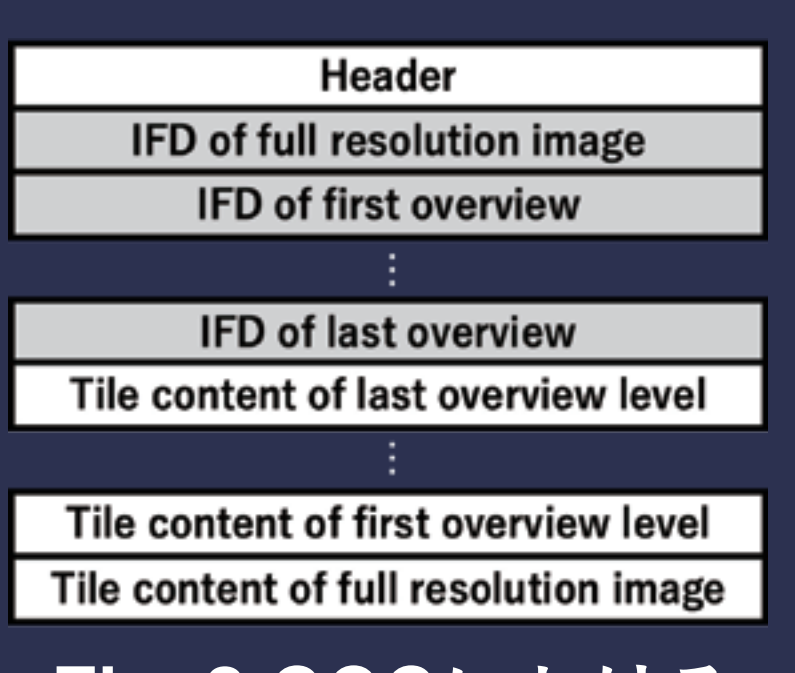 Header
IFD of full resolution image
IFD of first overview
⋮
IFD of last overview
Tile content of last overview level
⋮
Tile content of first overview level
Tile content of full resolution image